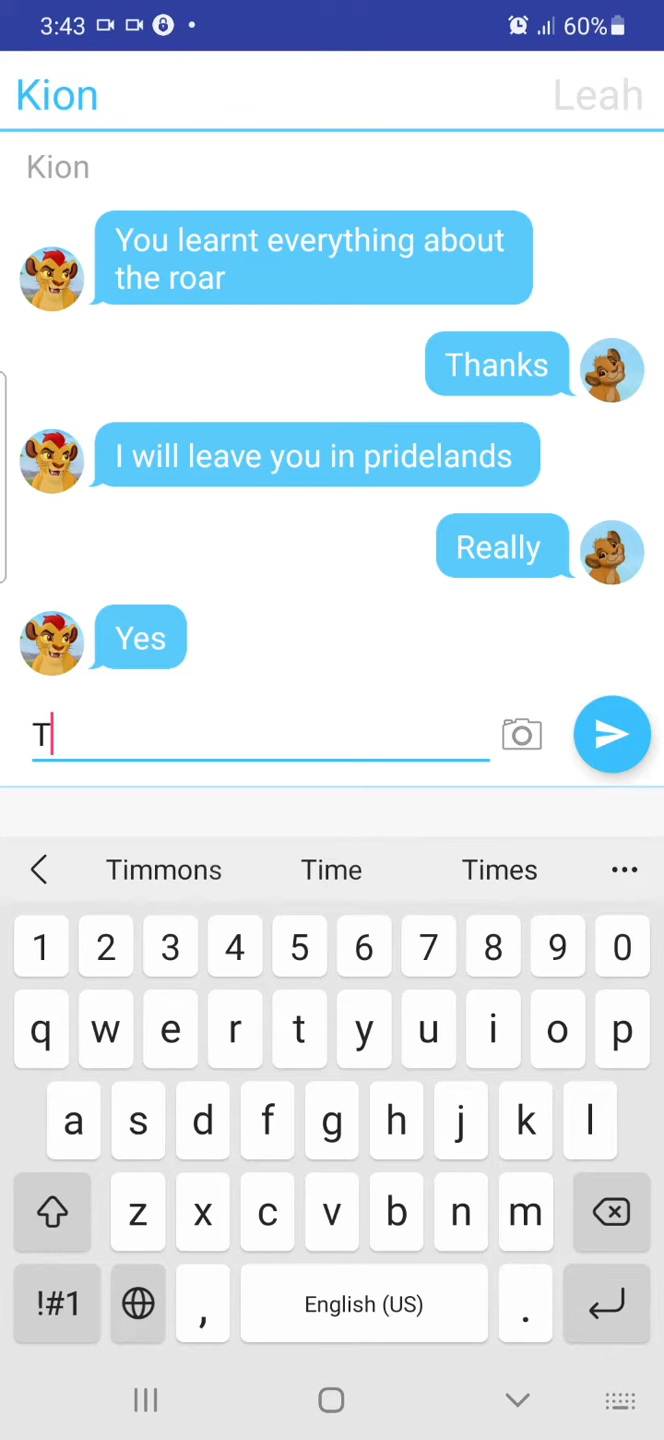 3:43 60%
Kion Leah
Kion
You learnt everything about
the roar
Thanks
I will leave you in pridelands
Really
Yes
T
Timmons Time Times
1 2 3 4 5 6 7 8 9 0
q w e r t y u i o p
a s d f g h j k l
z x c v b n m
!#1 , English (US) .